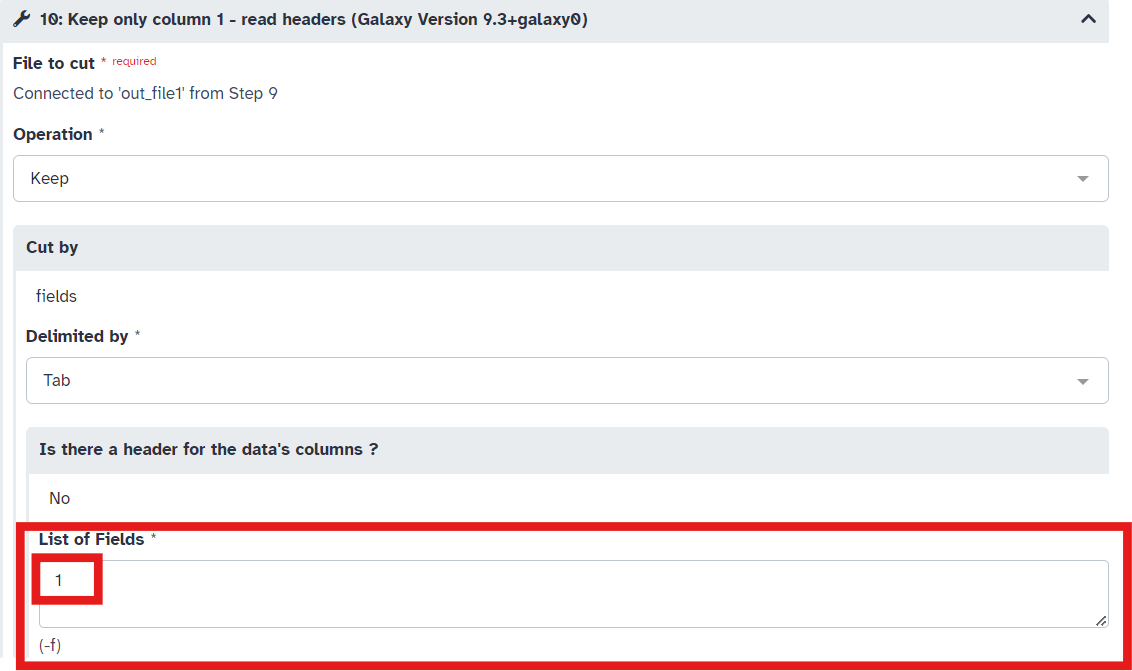 10: Keep only column 1 - read headers (Galaxy Version 9.3+galaxy0)
File to cut * required
Connected to 'out_file1' from Step 9
Operation *
Keep
Cut by
fields
Delimited by *
Tab
Is there a header for the data's columns ?
No
List of Fields *
1
(-f)